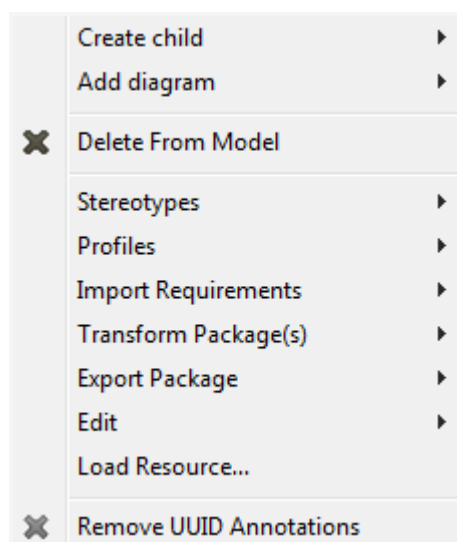 Create child
Add diagram
Delete From Model
Stereotypes
Profiles
Import Requirements
Transform Package(s)
Export Package
Edit
Load Resource...
Remove UUID Annotations